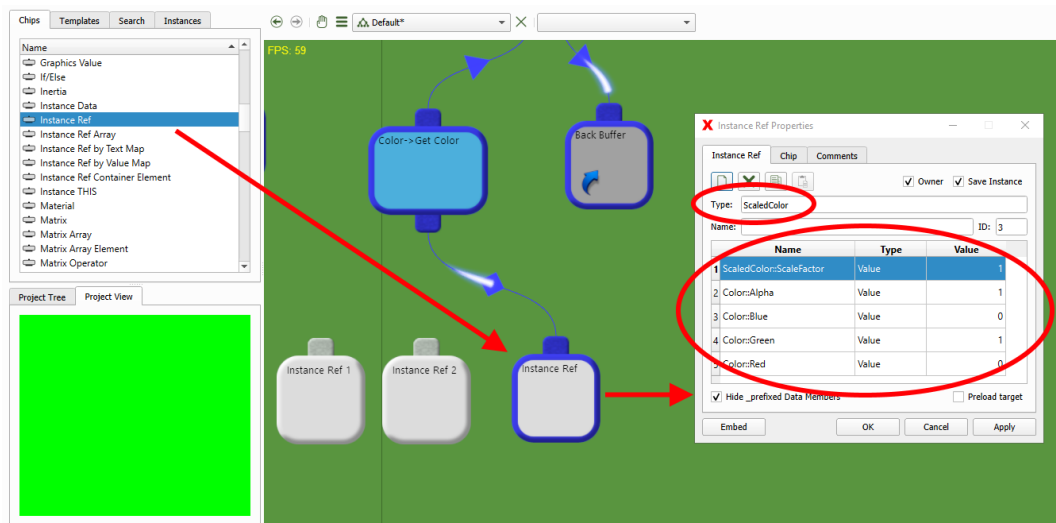 Chips Templates Search Instances
Default*
Name
Graphics Value
If/Else
Inertia
Instance Data
Instance Ref
Instance Ref Array
Instance Ref by Text Map
Instance Ref by Value Map
Instance Ref Container Element
Instance THIS
Material
Matrix
Matrix Array
Matrix Array Element
Matrix Operator
Project Tree Project View
FPS: 59
Color->Get Color
Back Buffer
Instance Ref 1
Instance Ref 2
Instance Ref
Instance Ref Properties
Instance Ref Chip Comments
Owner Save Instance
Type: ScaledColor
Name: ID: 3
Name Type Value
1 ScaledColor::ScaleFactor Value 1
2 Color::Alpha Value 1
3 Color::Blue Value 0
4 Color::Green Value 1
5 Color::Red Value 0
Hide _prefixed Data Members Preload target
Embed OK Cancel Apply